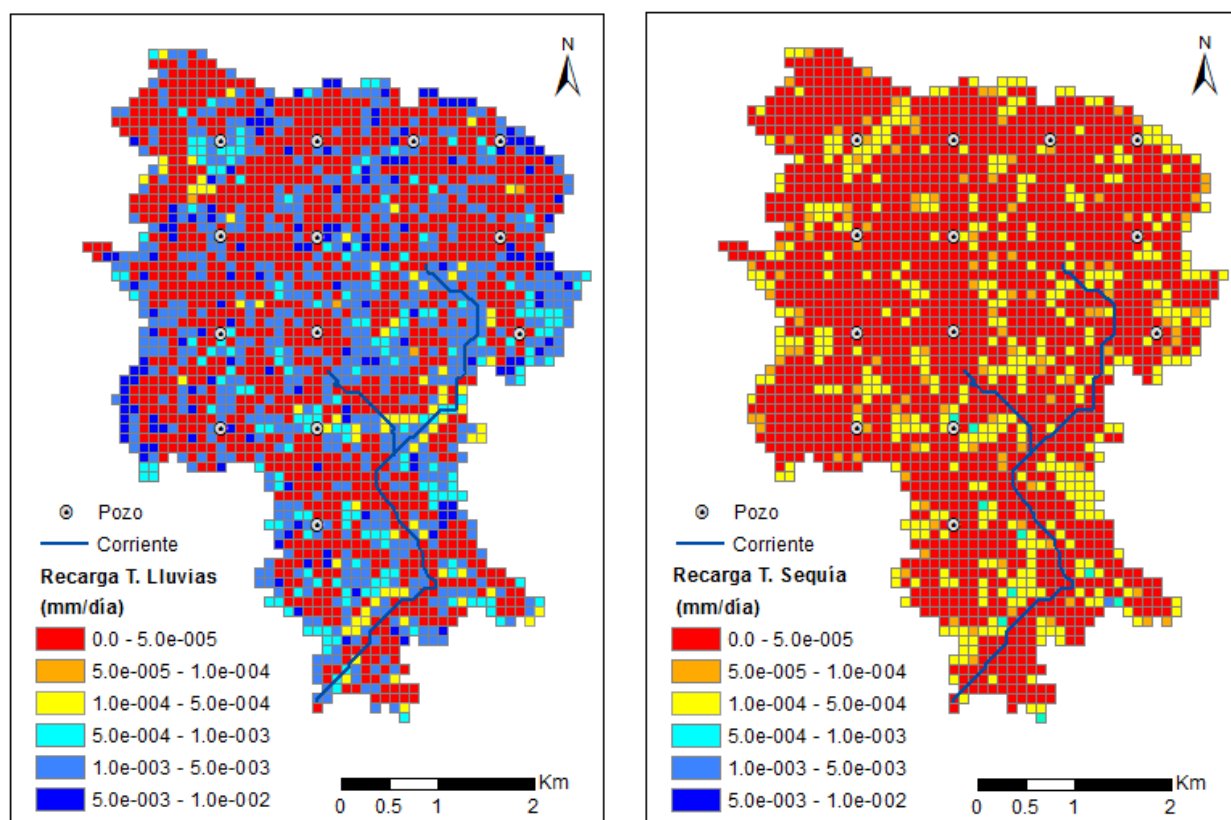 N
Pozo
Corriente
Recarga T. Lluvias
(mm/día)
0.0 - 5.0e-005
5.0e-005 - 1.0e-004
1.0e-004 - 5.0e-004
5.0e-004 - 1.0e-003
1.0e-003 - 5.0e-003
5.0e-003 - 1.0e-002
Km
0 0.5 1 2
N
Pozo
Corriente
Recarga T. Sequía
(mm/día)
0.0 - 5.0e-005
5.0e-005 - 1.0e-004
1.0e-004 - 5.0e-004
5.0e-004 - 1.0e-003
1.0e-003 - 5.0e-003
5.0e-003 - 1.0e-002
Km
0 0.5 1 2